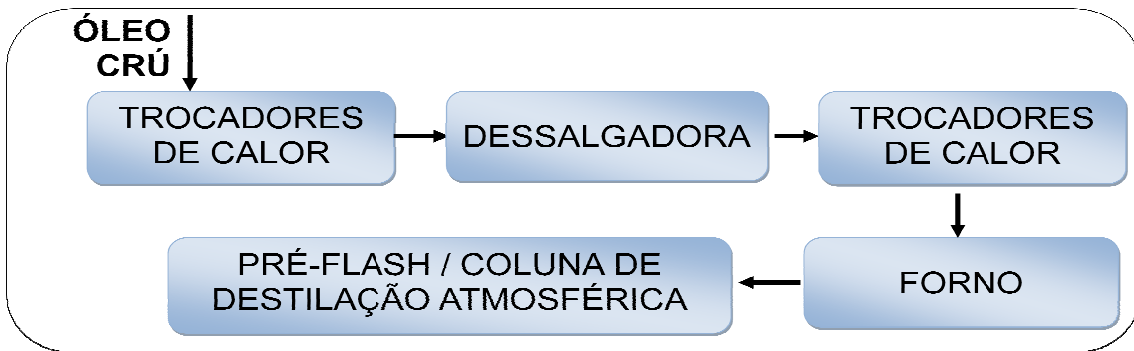 ÓLEO
CRÚ
TROCADORES
DE CALOR
DESSALGADORA
TROCADORES
DE CALOR
PRÉ-FLASH / COLUNA DE
DESTILAÇÃO ATMOSFÉRICA
FORNO